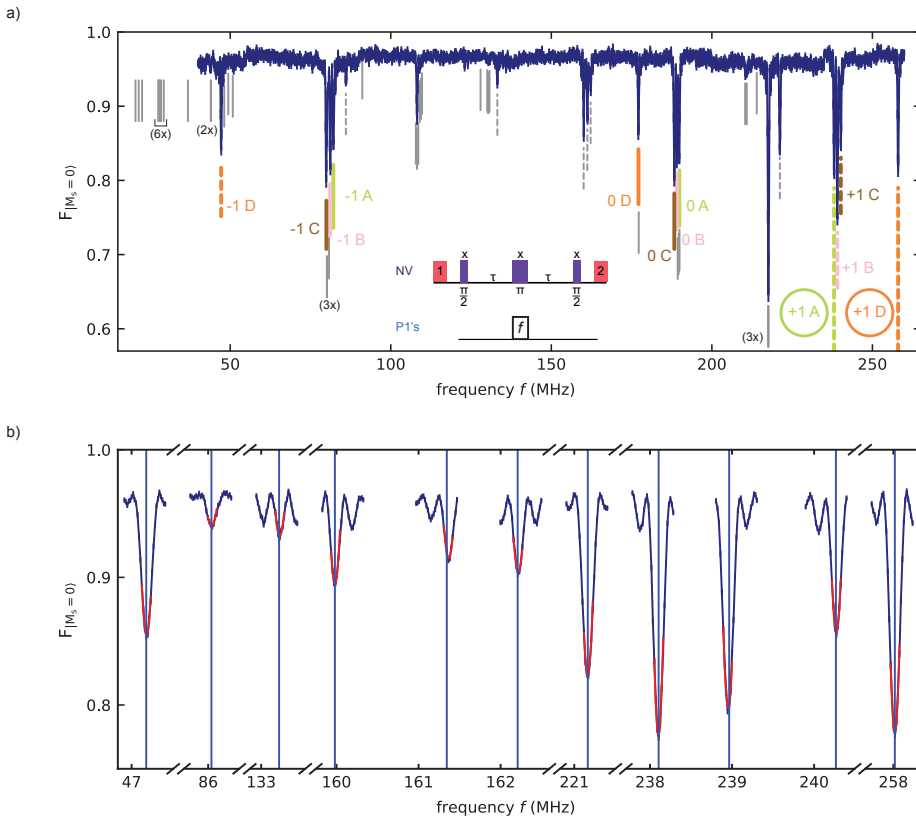 a)
F|Mₛ = 0⟩
1.0
0.9
0.8
0.7
0.6
(6x)
(2x)
-1 D
-1 C
-1 A
-1 B
(3x)
0 D
0 C
0 A
0 B
(3x)
+1 C
+1 B
+1 A
+1 D
x x x
NV 1 τ τ 2
π/2 π π/2
P1's f
50 100 150 200 250
frequency f (MHz)
b)
F|Mₛ = 0⟩
1.0
0.9
0.8
47 86 133 160 161 162 221 238 239 240 258
frequency f (MHz)